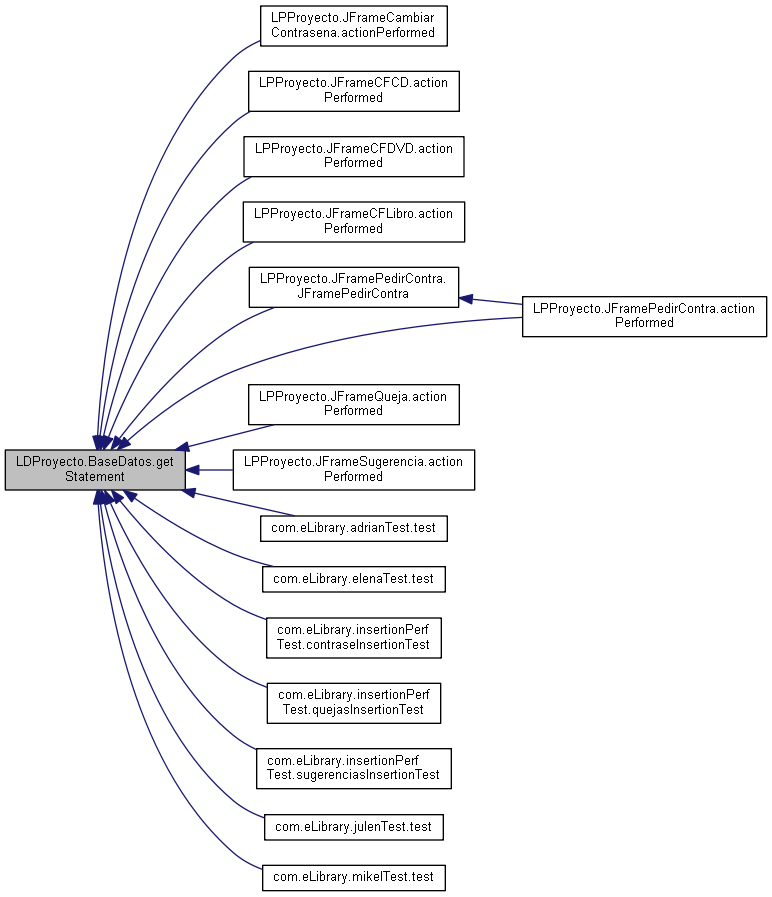 LPProyecto.JFrameCambiar
Contrasena.actionPerformed
LPProyecto.JFrameCFCD.action
Performed
LPProyecto.JFrameCFDVD.action
Performed
LPProyecto.JFrameCFLibro.action
Performed
LPProyecto.JFramePedirContra.
JFramePedirContra
LPProyecto.JFramePedirContra.action
Performed
LPProyecto.JFrameQueja.action
Performed
LDProyecto.BaseDatos.get
Statement
LPProyecto.JFrameSugerencia.action
Performed
com.eLibrary.adrianTest.test
com.eLibrary.elenaTest.test
com.eLibrary.insertionPerf
Test.contraseInsertionTest
com.eLibrary.insertionPerf
Test.quejasInsertionTest
com.eLibrary.insertionPerf
Test.sugerenciasInsertionTest
com.eLibrary.julenTest.test
com.eLibrary.mikelTest.test